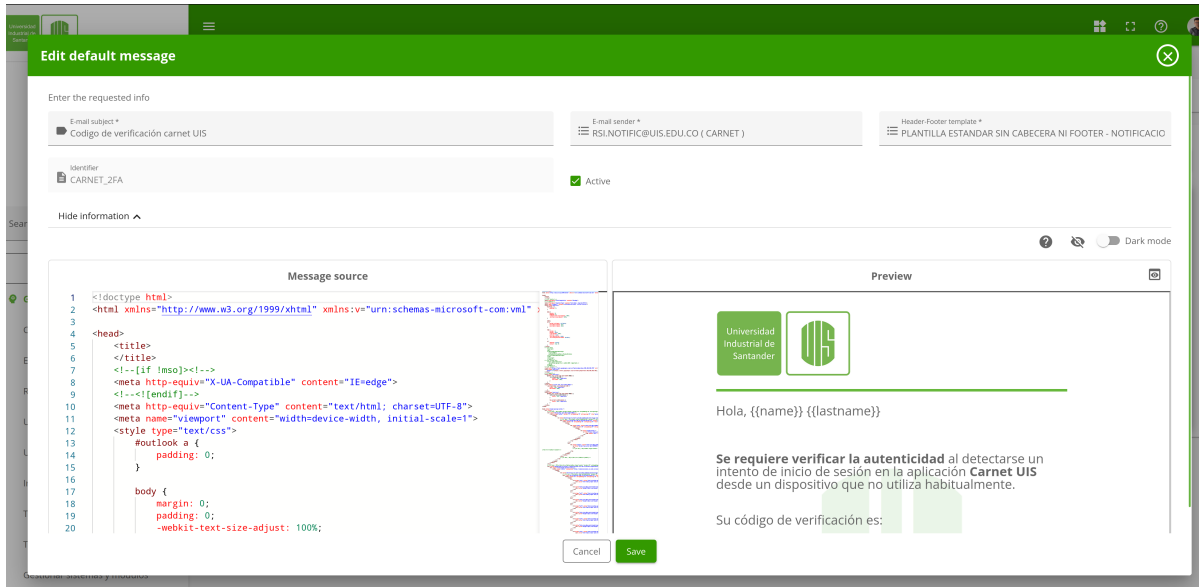 Universidad
Industrial de
Santander
Edit default message
Enter the requested info
E-mail subject *
Codigo de verificación carnet UIS
E-mail sender *
RSI.NOTIFIC@UIS.EDU.CO ( CARNET )
Header-Footer template *
PLANTILLA ESTANDAR SIN CABECERA NI FOOTER - NOTIFICACIO
Identifier
CARNET_2FA
Active
Hide information
Sear
Dark mode
Message source
Preview
1 <!doctype html>
2 <html xmlns="http://www.w3.org/1999/xhtml" xmlns:v="urn:schemas-microsoft-com:vml"
3
4 <head>
5 <title>
6 </title>
7 <!--[if !mso]><!-->
8 <meta http-equiv="X-UA-Compatible" content="IE=edge">
9 <!--<![endif]-->
10 <meta http-equiv="Content-Type" content="text/html; charset=UTF-8">
11 <meta name="viewport" content="width=device-width, initial-scale=1">
12 <style type="text/css">
13 #outlook a {
14 padding: 0;
15 }
16
17 body {
18 margin: 0;
19 padding: 0;
20 -webkit-text-size-adjust: 100%;
Universidad
Industrial de
Santander
Hola, {{name}} {{lastname}}
Se requiere verificar la autenticidad al detectarse un
intento de inicio de sesión en la aplicación Carnet UIS
desde un dispositivo que no utiliza habitualmente.
Su código de verificación es:
Cancel
Save
Gestionar sistemas y módulos